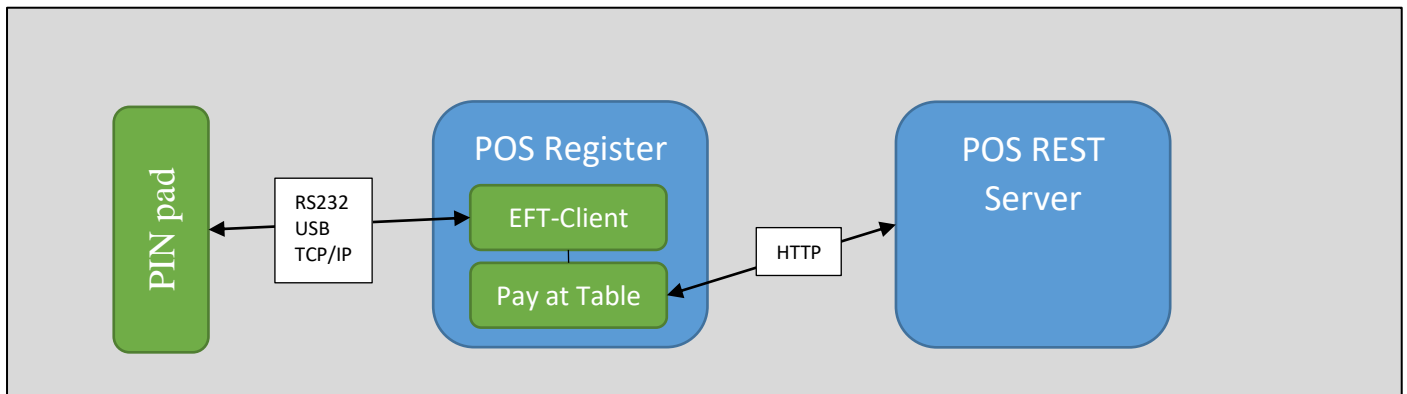 PIN pad
RS232
USB
TCP/IP
POS Register
EFT-Client
Pay at Table
HTTP
POS REST
Server